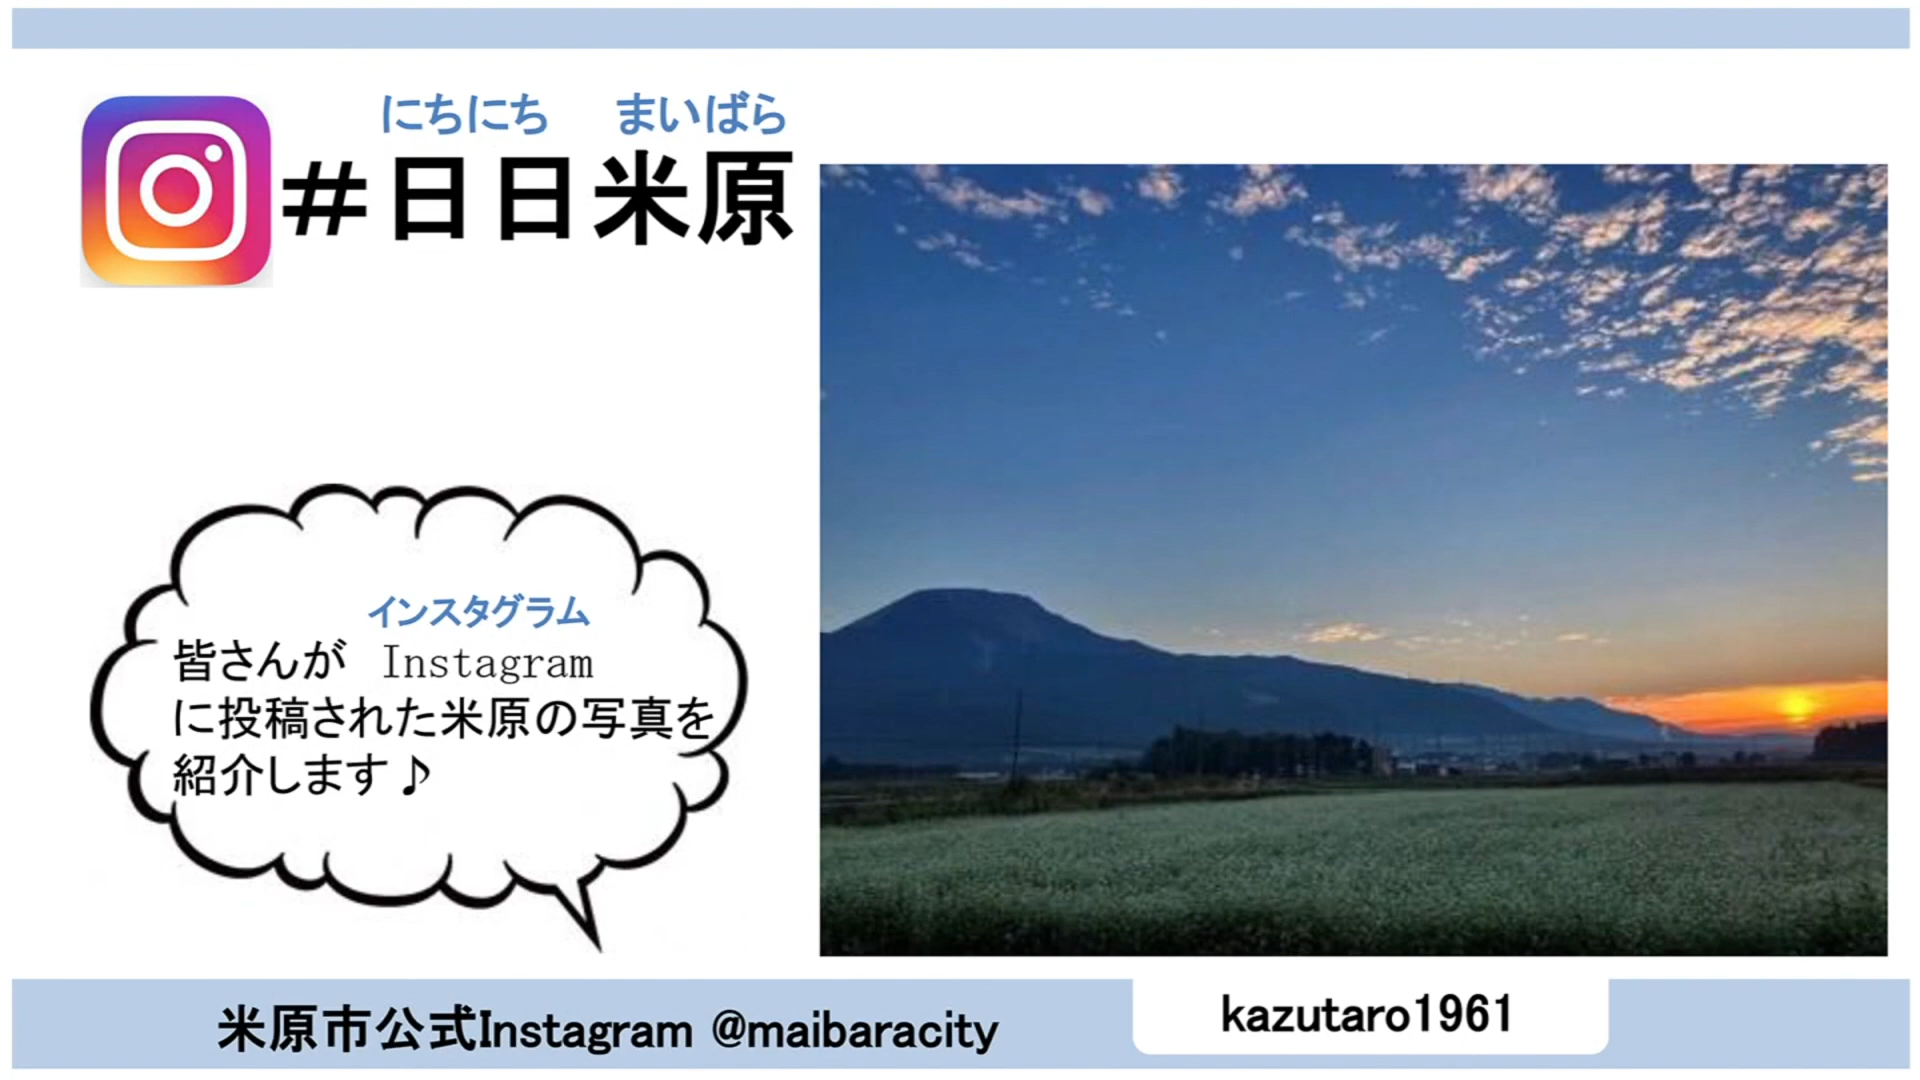 にちにち まいばら
#日日米原
インスタグラム
皆さんが Instagram
に投稿された米原の写真を
紹介します♪
米原市公式Instagram @maibaracity
kazutaro1961